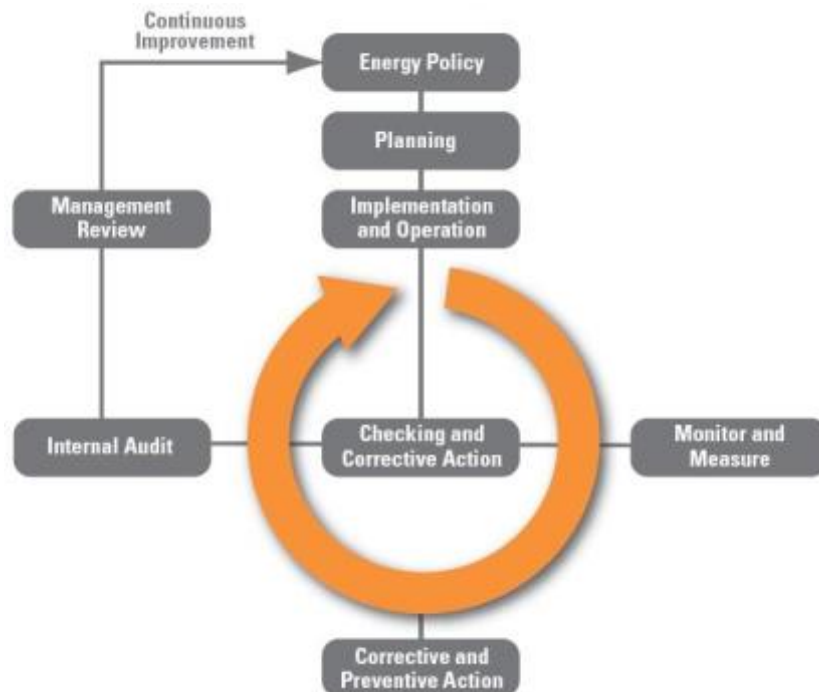 Continuous
Improvement
Energy Policy
Planning
Management
Review
Implementation
and Operation
Internal Audit
Checking and
Corrective Action
Monitor and
Measure
Corrective and
Preventive Action